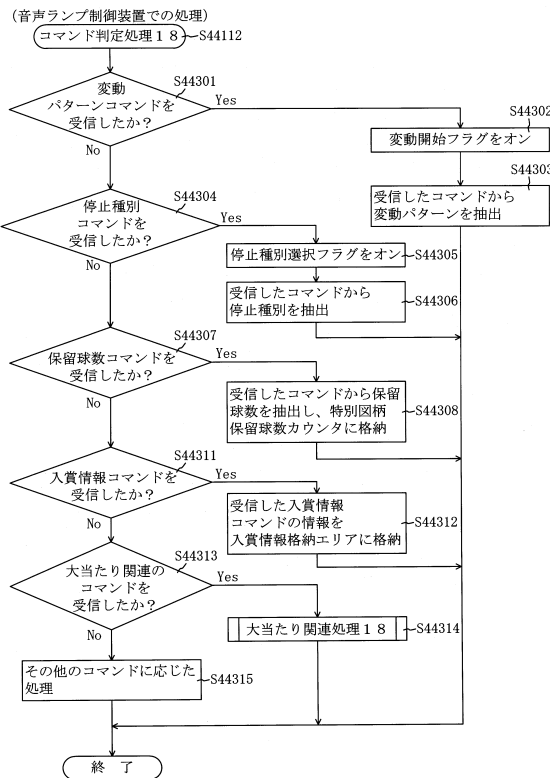 （音声ランプ制御装置での処理）
コマンド判定処理１８
S44112
変動
パターンコマンドを
受信したか？
S44301
Yes
No
S44302
変動開始フラグをオン
S44303
受信したコマンドから
変動パターンを抽出
停止種別
コマンドを
受信したか？
S44304
Yes
No
停止種別選択フラグをオン
S44305
受信したコマンドから
停止種別を抽出
S44306
保留球数コマンドを
受信したか？
S44307
Yes
No
受信したコマンドから保留
球数を抽出し、特別図柄
保留球数カウンタに格納
S44308
入賞情報コマンドを
受信したか？
S44311
Yes
No
受信した入賞情報
コマンドの情報を
入賞情報格納エリアに格納
S44312
大当たり関連の
コマンドを
受信したか？
S44313
Yes
No
大当たり関連処理１８
S44314
その他のコマンドに応じた
処理
S44315
終　了